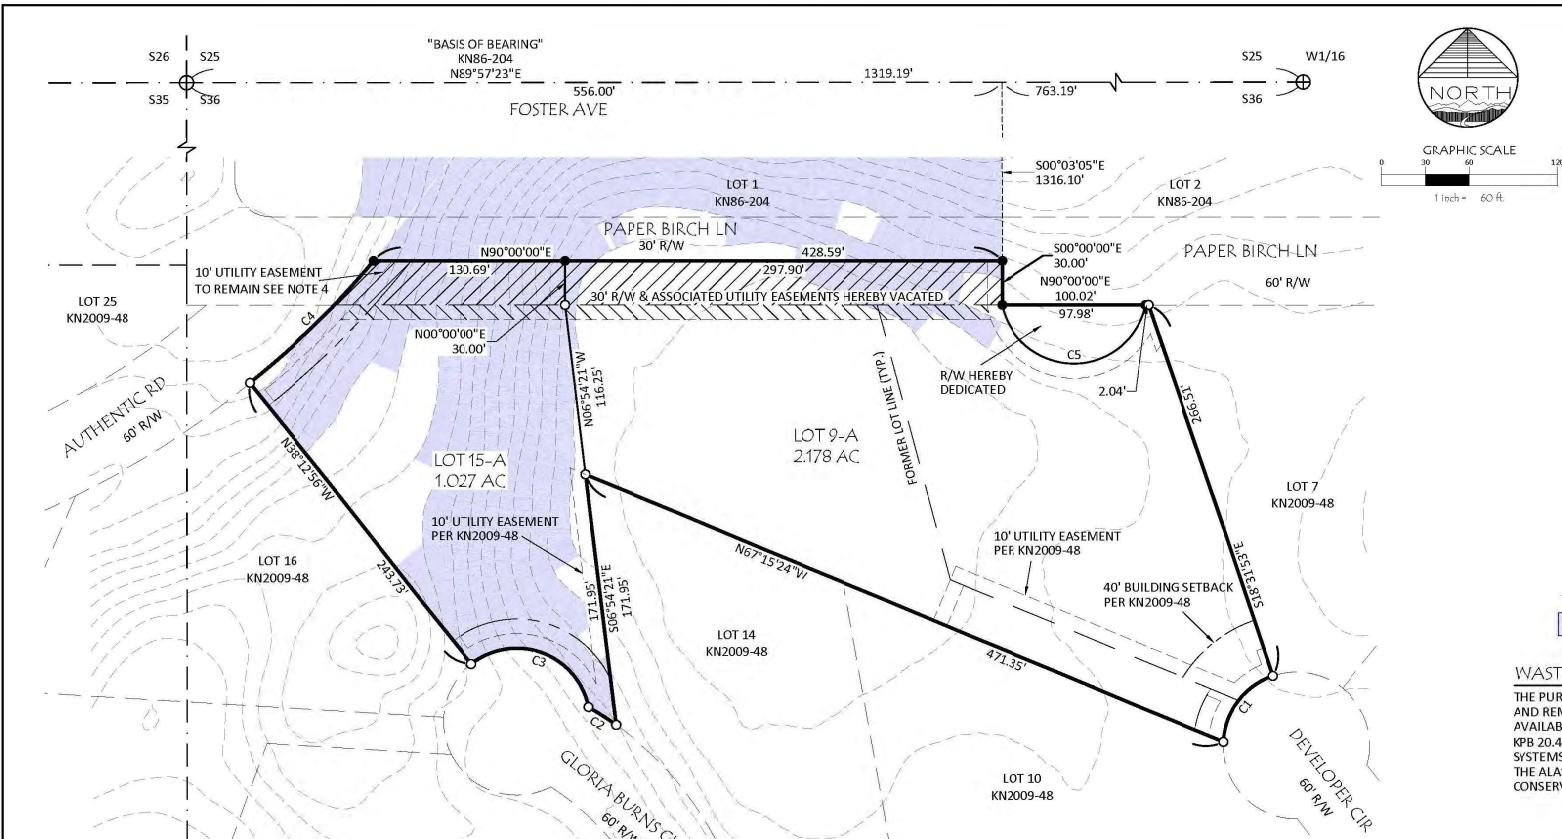 "BASIS OF BEARING"
KN86-204
N89°57'23"E
S26
S25
S35
S36
556.00'
1319.19'
763.19'
FOSTER AVE
S25
W1/16
S36
NORTH
GRAPHIC SCALE
0
30
60
120
1 inch = 60 ft.
S00°03'05"E
1316.10'
LOT 1
KN86-204
LOT 2
KN86-204
PAPER BIRCH LN
30' R/W
PAPER BIRCH LN
60' R/W
N90°00'00"E
428.59'
130.69'
297.90'
S00°00'00"E
30.00'
N90°00'00"E
100.02'
97.98'
10' UTILITY EASEMENT
TO REMAIN SEE NOTE 4
30' R/W & ASSOCIATED UTILITY EASEMENTS HEREBY VACATED
LOT 25
KN2009-48
C4
N00°00'00"E
30.00'
N06°54'21"W
116.25'
FORMER LOT LINE (TYP.)
C5
R/W HEREBY
DEDICATED
2.04'
266.51'
S18°31'53"E
AUTHENTIC RD
60' R/W
N38°12'56"W
243.73'
LOT 15-A
1.027 AC
LOT 9-A
2.178 AC
LOT 7
KN2009-48
10' UTILITY EASEMENT
PER KN2009-48
N67°15'24"W
471.35'
10' UTILITY EASEMENT
PER KN2009-48
40' BUILDING SETBACK
PER KN2009-48
LOT 16
KN2009-48
171.95'
S06°54'21"E
171.95'
LOT 14
KN2009-48
C3
C2
C1
GLORIA BURNS C
60' R/W
LOT 10
KN2009-48
DEVELOPER CIR
60' R/W
WAST
THE PUR
AND REM
AVAILAB
KPB 20.4
SYSTEMS
THE ALA
CONSERV